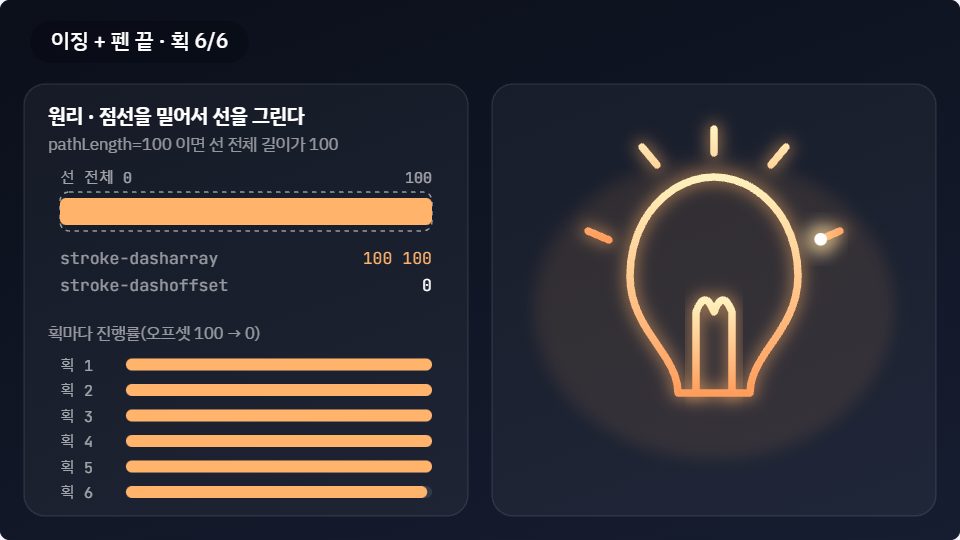 이징 + 펜 끝 · 획 6/6
원리 · 점선을 밀어서 선을 그린다
pathLength=100 이면 선 전체 길이가 100
선 전체 0 100
stroke-dasharray 100 100
stroke-dashoffset 0
획마다 진행률(오프셋 100 → 0)
획 1
획 2
획 3
획 4
획 5
획 6